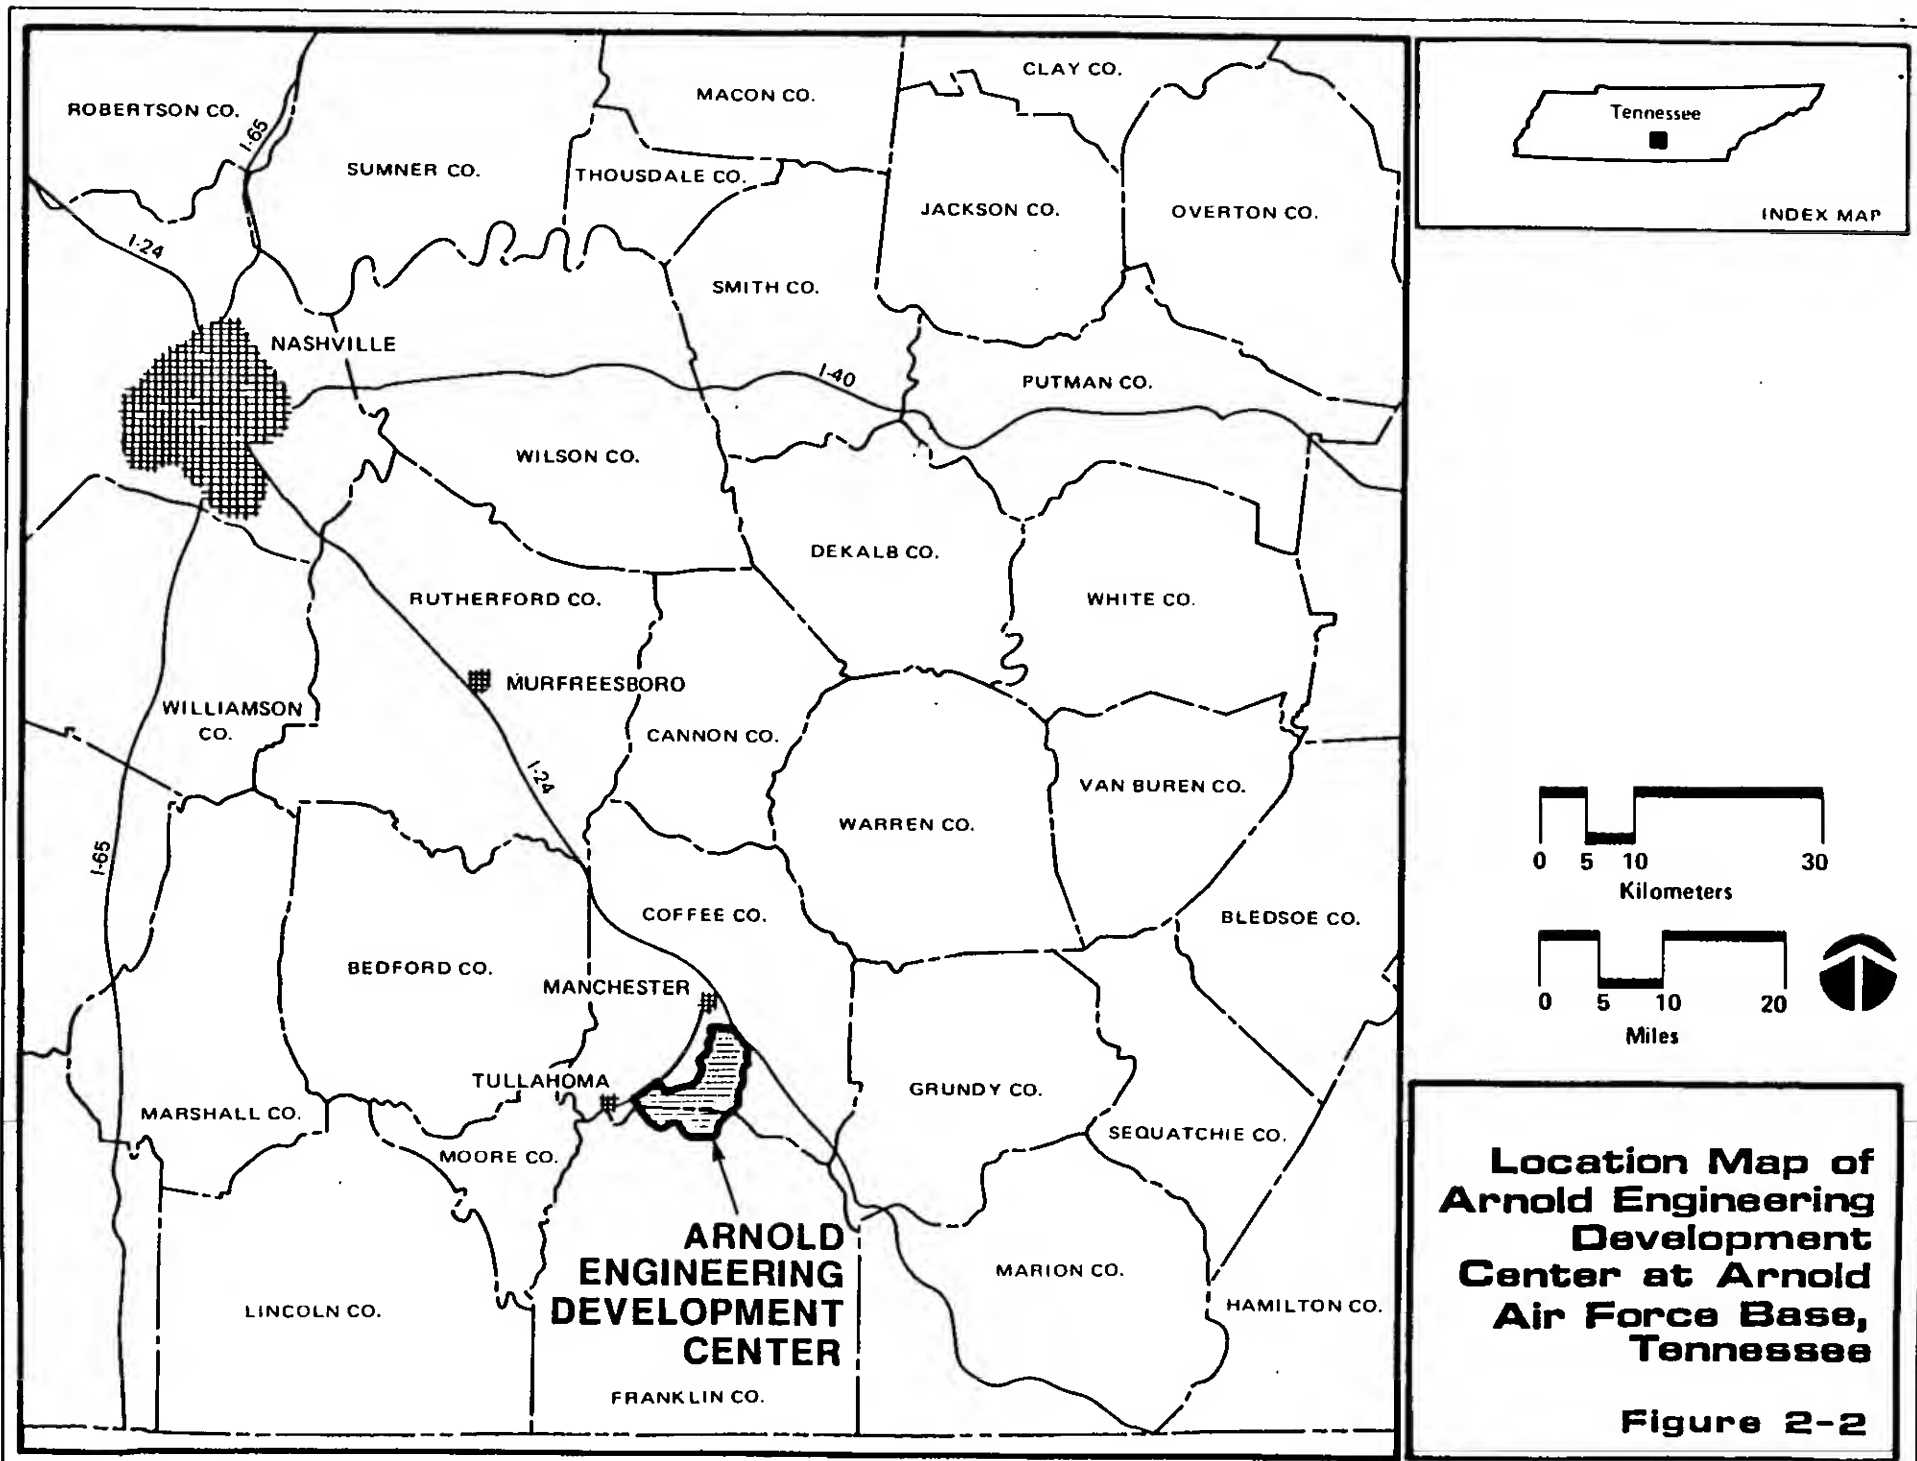 ROBERTSON CO.
I-65
SUMNER CO.
MACON CO.
THOUSDALE CO.
CLAY CO.
JACKSON CO.
OVERTON CO.
I-24
SMITH CO.
NASHVILLE
I-40
PUTMAN CO.
WILSON CO.
DEKALB CO.
RUTHERFORD CO.
WHITE CO.
MURFREESBORO
WILLIAMSON
CO.
CANNON CO.
I-24
VAN BUREN CO.
WARREN CO.
I-65
COFFEE CO.
BLEDSOE CO.
BEDFORD CO.
MANCHESTER
TULLAHOMA
GRUNDY CO.
MARSHALL CO.
SEQUATCHIE CO.
MOORE CO.
ARNOLD
ENGINEERING
DEVELOPMENT
CENTER
MARION CO.
HAMILTON CO.
LINCOLN CO.
FRANKLIN CO.
Tennessee
INDEX MAP
0 5 10 30
Kilometers
0 5 10 20
Miles
Location Map of
Arnold Engineering
Development
Center at Arnold
Air Force Base,
Tennessee
Figure 2-2